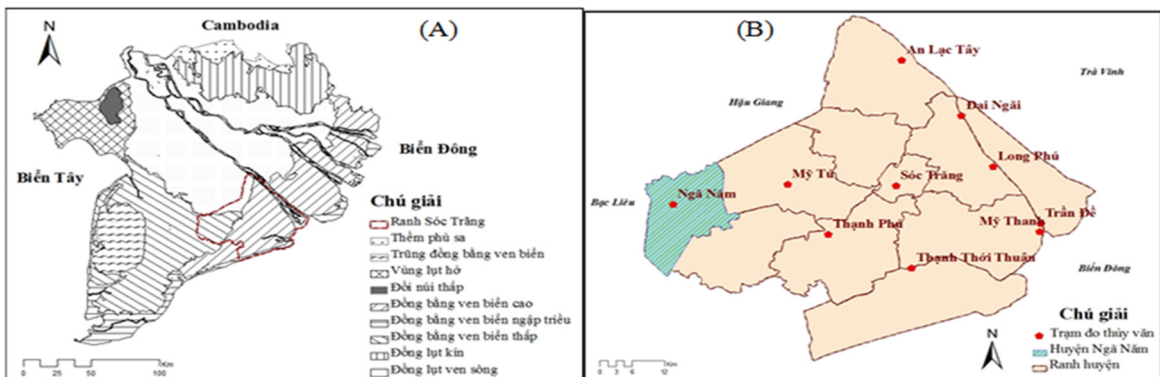 N
Cambodia
(A)
Biển Đông
Biển Tây
Chú giải
Ranh Sóc Trăng
Thềm phù sa
Trũng đồng bằng ven biển
Vùng lụt hở
Đồi núi thấp
Đồng bằng ven biển cao
Đồng bằng ven biển ngập triều
Đồng bằng ven biển thấp
Đồng lụt kín
Đồng lụt ven sông
0 25 50 100
Km
(B)
An Lạc Tây
Trà Vinh
Hậu Giang
Đại Ngãi
Long Phú
Mỹ Tú
Sóc Trăng
Ngã Năm
Bạc Liêu
Thạnh Phú
Mỹ Thanh
Trần Đề
Thạnh Thới Thuận
Biển Đông
Chú giải
Trạm đo thủy văn
Huyện Ngã Năm
Ranh huyện
N
0 3 6 12
Km